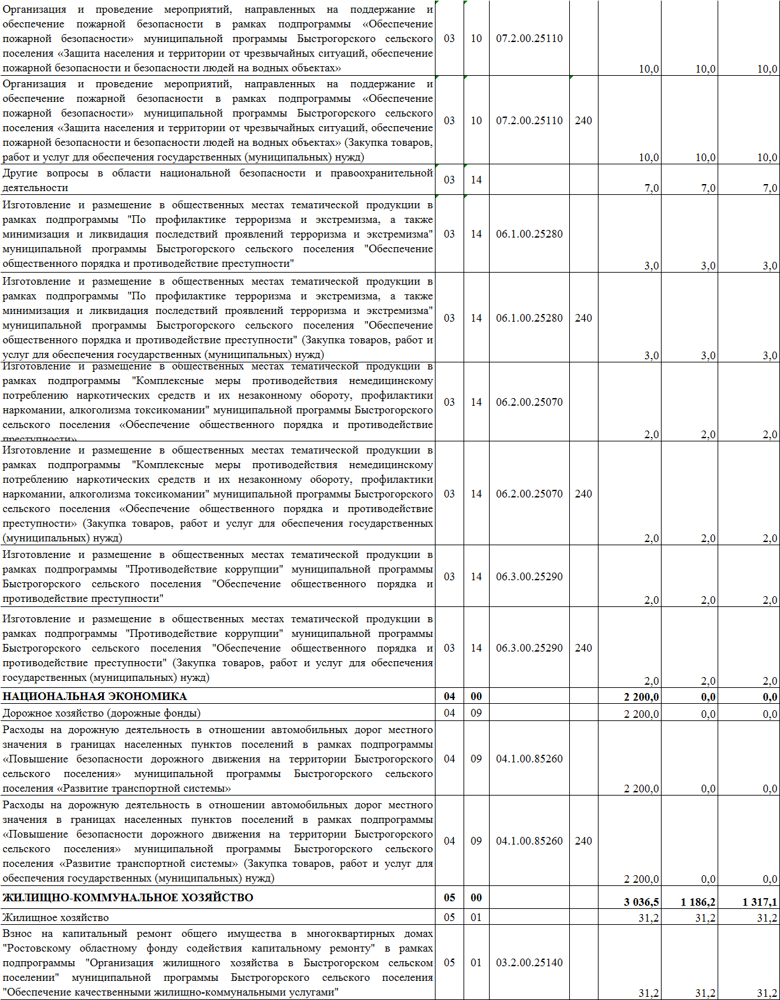 Организация и проведение мероприятий, направленных на поддержание и
обеспечение пожарной безопасности в рамках подпрограммы «Обеспечение
пожарной безопасности» муниципальной программы Быстрогорского сельского
поселения «Защита населения и территории от чрезвычайных ситуаций, обеспечение
пожарной безопасности и безопасности людей на водных объектах»
03 10 07.2.00.25110 10,0 10,0 10,0
Организация и проведение мероприятий, направленных на поддержание и
обеспечение пожарной безопасности в рамках подпрограммы «Обеспечение
пожарной безопасности» муниципальной программы Быстрогорского сельского
поселения «Защита населения и территории от чрезвычайных ситуаций, обеспечение
пожарной безопасности и безопасности людей на водных объектах» (Закупка товаров,
работ и услуг для обеспечения государственных (муниципальных) нужд)
03 10 07.2.00.25110 240 10,0 10,0 10,0
Другие вопросы в области национальной безопасности и правоохранительной
деятельности
03 14 7,0 7,0 7,0
Изготовление и размещение в общественных местах тематической продукции в
рамках подпрограммы "По профилактике терроризма и экстремизма, а также
минимизация и ликвидация последствий проявлений терроризма и экстремизма"
муниципальной программы Быстрогорского сельского поселения "Обеспечение
общественного порядка и противодействие преступности"
03 14 06.1.00.25280 3,0 3,0 3,0
Изготовление и размещение в общественных местах тематической продукции в
рамках подпрограммы "По профилактике терроризма и экстремизма, а также
минимизация и ликвидация последствий проявлений терроризма и экстремизма"
муниципальной программы Быстрогорского сельского поселения "Обеспечение
общественного порядка и противодействие преступности" (Закупка товаров, работ и
услуг для обеспечения государственных (муниципальных) нужд)
03 14 06.1.00.25280 240 3,0 3,0 3,0
Изготовление и размещение в общественных местах тематической продукции в
рамках подпрограммы "Комплексные меры противодействия немедицинскому
потреблению наркотических средств и их незаконному обороту, профилактики
наркомании, алкоголизма токсикомании" муниципальной программы Быстрогорского
сельского поселения «Обеспечение общественного порядка и противодействие
преступности»
03 14 06.2.00.25070 2,0 2,0 2,0
Изготовление и размещение в общественных местах тематической продукции в
рамках подпрограммы "Комплексные меры противодействия немедицинскому
потреблению наркотических средств и их незаконному обороту, профилактики
наркомании, алкоголизма токсикомании" муниципальной программы Быстрогорского
сельского поселения «Обеспечение общественного порядка и противодействие
преступности» (Закупка товаров, работ и услуг для обеспечения государственных
(муниципальных) нужд)
03 14 06.2.00.25070 240 2,0 2,0 2,0
Изготовление и размещение в общественных местах тематической продукции в
рамках подпрограммы "Противодействие коррупции" муниципальной программы
Быстрогорского сельского поселения "Обеспечение общественного порядка и
противодействие преступности"
03 14 06.3.00.25290 2,0 2,0 2,0
Изготовление и размещение в общественных местах тематической продукции в
рамках подпрограммы "Противодействие коррупции" муниципальной программы
Быстрогорского сельского поселения "Обеспечение общественного порядка и
противодействие преступности" (Закупка товаров, работ и услуг для обеспечения
государственных (муниципальных) нужд)
03 14 06.3.00.25290 240 2,0 2,0 2,0
НАЦИОНАЛЬНАЯ ЭКОНОМИКА 04 00 2 200,0 0,0 0,0
Дорожное хозяйство (дорожные фонды) 04 09 2 200,0 0,0 0,0
Расходы на дорожную деятельность в отношении автомобильных дорог местного
значения в границах населенных пунктов поселений в рамках подпрограммы
«Повышение безопасности дорожного движения на территории Быстрогорского
сельского поселения» муниципальной программы Быстрогорского сельского
поселения «Развитие транспортной системы»
04 09 04.1.00.85260 2 200,0 0,0 0,0
Расходы на дорожную деятельность в отношении автомобильных дорог местного
значения в границах населенных пунктов поселений в рамках подпрограммы
«Повышение безопасности дорожного движения на территории Быстрогорского
сельского поселения» муниципальной программы Быстрогорского сельского
поселения «Развитие транспортной системы» (Закупка товаров, работ и услуг для
обеспечения государственных (муниципальных) нужд)
04 09 04.1.00.85260 240 2 200,0 0,0 0,0
ЖИЛИЩНО-КОММУНАЛЬНОЕ ХОЗЯЙСТВО 05 00 3 036,5 1 186,2 1 317,1
Жилищное хозяйство 05 01 31,2 31,2 31,2
Взнос на капитальный ремонт общего имущества в многоквартирных домах
"Ростовскому областному фонду содействия капитальному ремонту" в рамках
подпрограммы "Организация жилищного хозяйства в Быстрогорском сельском
поселении" муниципальной программы Быстрогорского сельского поселения
"Обеспечение качественными жилищно-коммунальными услугами"
05 01 03.2.00.25140 31,2 31,2 31,2